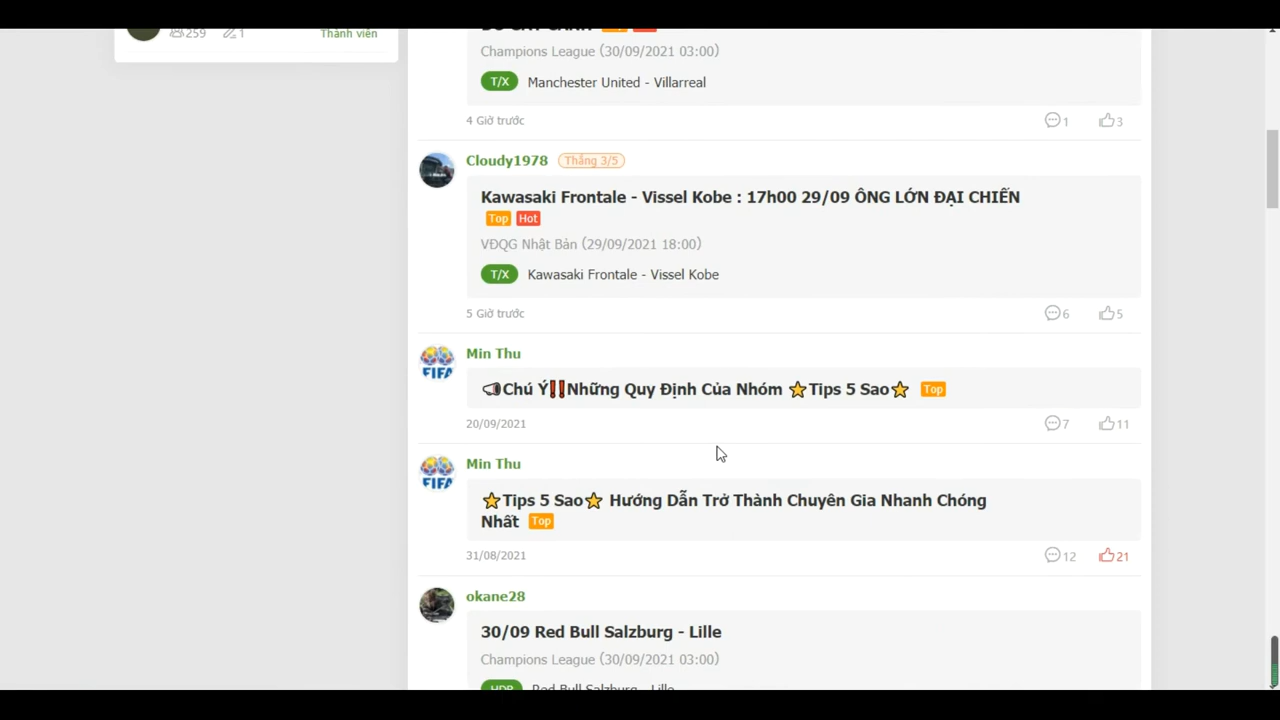 259 1 Thành viên
Champions League (30/09/2021 03:00)
T/X Manchester United - Villarreal
4 Giờ trước 1 3
Cloudy1978 Thắng 3/5
Kawasaki Frontale - Vissel Kobe : 17h00 29/09 ÔNG LỚN ĐẠI CHIẾN
Top Hot
VĐQG Nhật Bản (29/09/2021 18:00)
T/X Kawasaki Frontale - Vissel Kobe
5 Giờ trước 6 5
Min Thu
FIFA
📢Chú Ý‼️Những Quy Định Của Nhóm ⭐Tips 5 Sao⭐ Top
20/09/2021 7 11
Min Thu
FIFA
⭐Tips 5 Sao⭐ Hướng Dẫn Trở Thành Chuyên Gia Nhanh Chóng
Nhất Top
31/08/2021 12 21
okane28
30/09 Red Bull Salzburg - Lille
Champions League (30/09/2021 03:00)
HDP Red Bull Salzburg - Lille